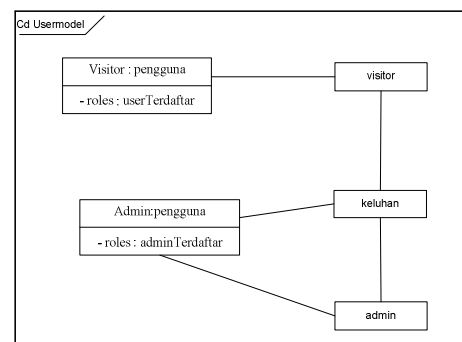 Cd Usermodel
Visitor : pengguna
- roles : userTerdaftar
visitor
keluhan
Admin:pengguna
- roles : adminTerdaftar
admin